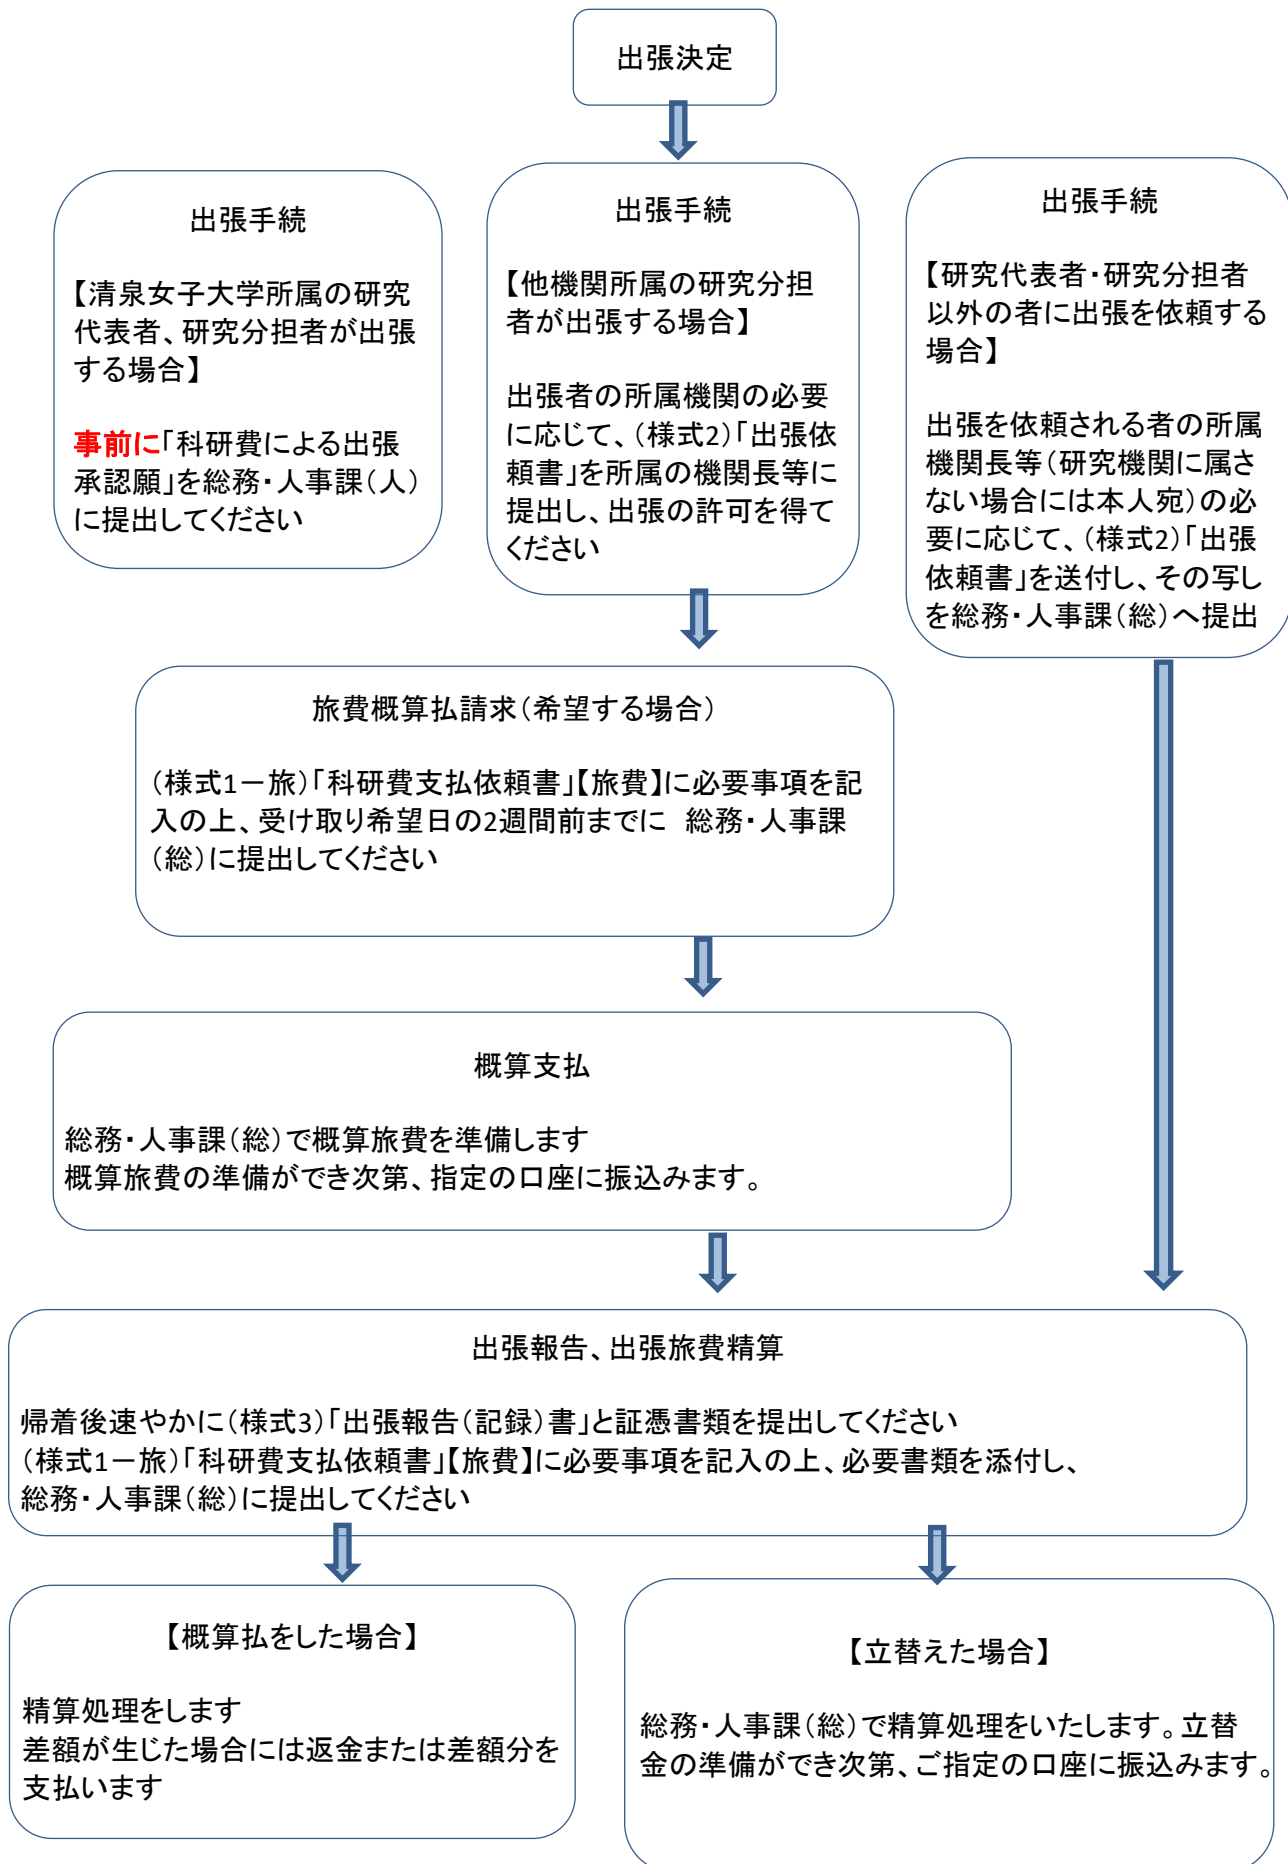 出張決定
出張手続
【清泉女子大学所属の研究
代表者、研究分担者が出張
する場合】
事前に「科研費による出張
承認願」を総務・人事課(人)
に提出してください
出張手続
【他機関所属の研究分担
者が出張する場合】
出張者の所属機関の必要
に応じて、(様式2)「出張依
頼書」を所属の機関長等に
提出し、出張の許可を得て
ください
出張手続
【研究代表者・研究分担者
以外の者に出張を依頼する
場合】
出張を依頼される者の所属
機関長等(研究機関に属さ
ない場合には本人宛)の必
要に応じて、(様式2)「出張
依頼書」を送付し、その写し
を総務・人事課(総)へ提出
旅費概算払請求(希望する場合)
(様式1-旅)「科研費支払依頼書」【旅費】に必要事項を記
入の上、受け取り希望日の2週間前までに 総務・人事課
(総)に提出してください
概算支払
総務・人事課(総)で概算旅費を準備します
概算旅費の準備ができ次第、指定の口座に振込みます。
出張報告、出張旅費精算
帰着後速やかに(様式3)「出張報告(記録)書」と証憑書類を提出してください
(様式1-旅)「科研費支払依頼書」【旅費】に必要事項を記入の上、必要書類を添付し、
総務・人事課(総)に提出してください
【概算払をした場合】
精算処理をします
差額が生じた場合には返金または差額分を
支払います
【立替えた場合】
総務・人事課(総)で精算処理をいたします。立替
金の準備ができ次第、ご指定の口座に振込みます。